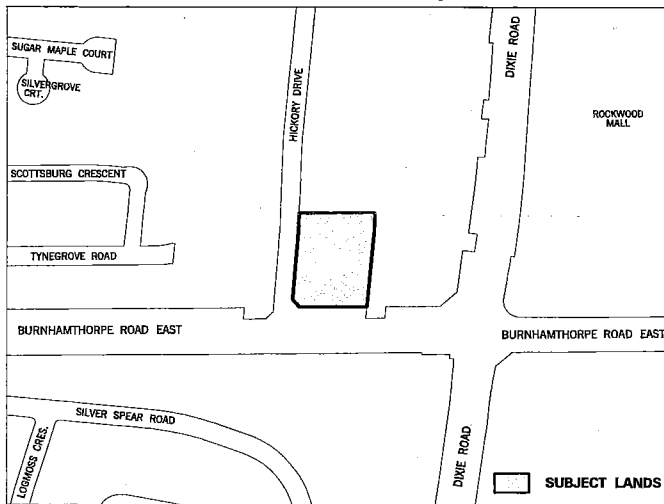 SUGAR MAPLE COURT
SILVERGROVE
CRT.
HICKORY DRIVE
DIXIE ROAD
ROCKWOOD
MALL
SCOTTSBURG CRESCENT
TYNEGROVE ROAD
BURNHAMTHORPE ROAD EAST
BURNHAMTHORPE ROAD EAST
SILVER SPEAR ROAD
LOGMOSS CRES.
DIXIE ROAD
SUBJECT LANDS